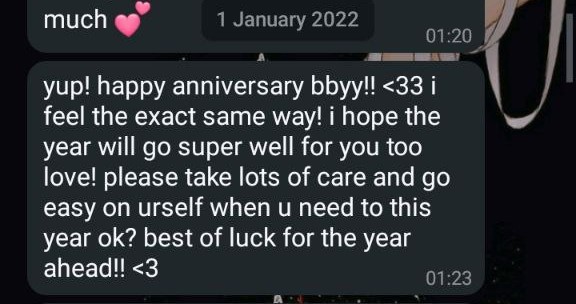 much 💕
1 January 2022
01:20
yup! happy anniversary bbyy!! <33 i
feel the exact same way! i hope the
year will go super well for you too
love! please take lots of care and go
easy on urself when u need to this
year ok? best of luck for the year
ahead!! <3
01:23